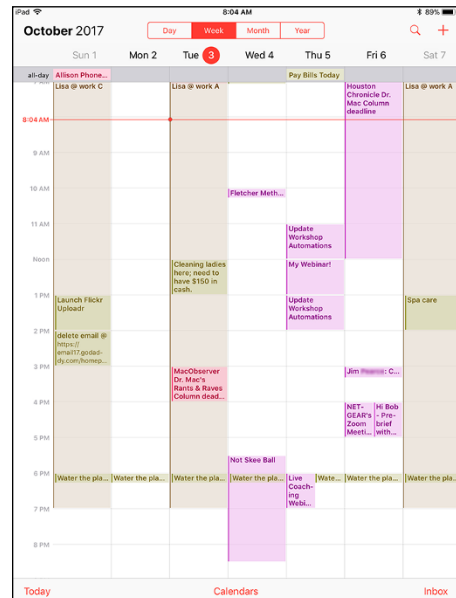 iPad 8:04 AM 89%
October 2017 Day Week Month Year
Sun 1 Mon 2 Tue 3 Wed 4 Thu 5 Fri 6 Sat 7
all-day Allison Phone... Pay Bills Today
Lisa @ work C
Lisa @ work A
Houston
Chronicle Dr.
Mac Column
deadline
Lisa @ work A
8:04 AM
9 AM
10 AM
Fletcher Meth...
11 AM
Update
Workshop
Automations
Noon
Cleaning ladies
here; need to
have $150 in
cash.
My Webinar!
1 PM
Launch Flickr
Uploadr
Update
Workshop
Automations
Spa care
2 PM
delete email @
https://
email17.godad-
dy.com/homep...
3 PM
MacObserver
Dr. Mac's
Rants & Raves
Column dead...
Jim : C...
4 PM
NET-
GEAR's
Zoom
Meeti...
Hi Bob
- Pre-
brief
with...
5 PM
Not Skee Ball
6 PM
Water the pla... Water the pla... Water the pla... Water the pla...
Live
Coach-
ing
Webi...
Wate... Water the pla... Water the pla...
7 PM
8 PM
Today Calendars Inbox